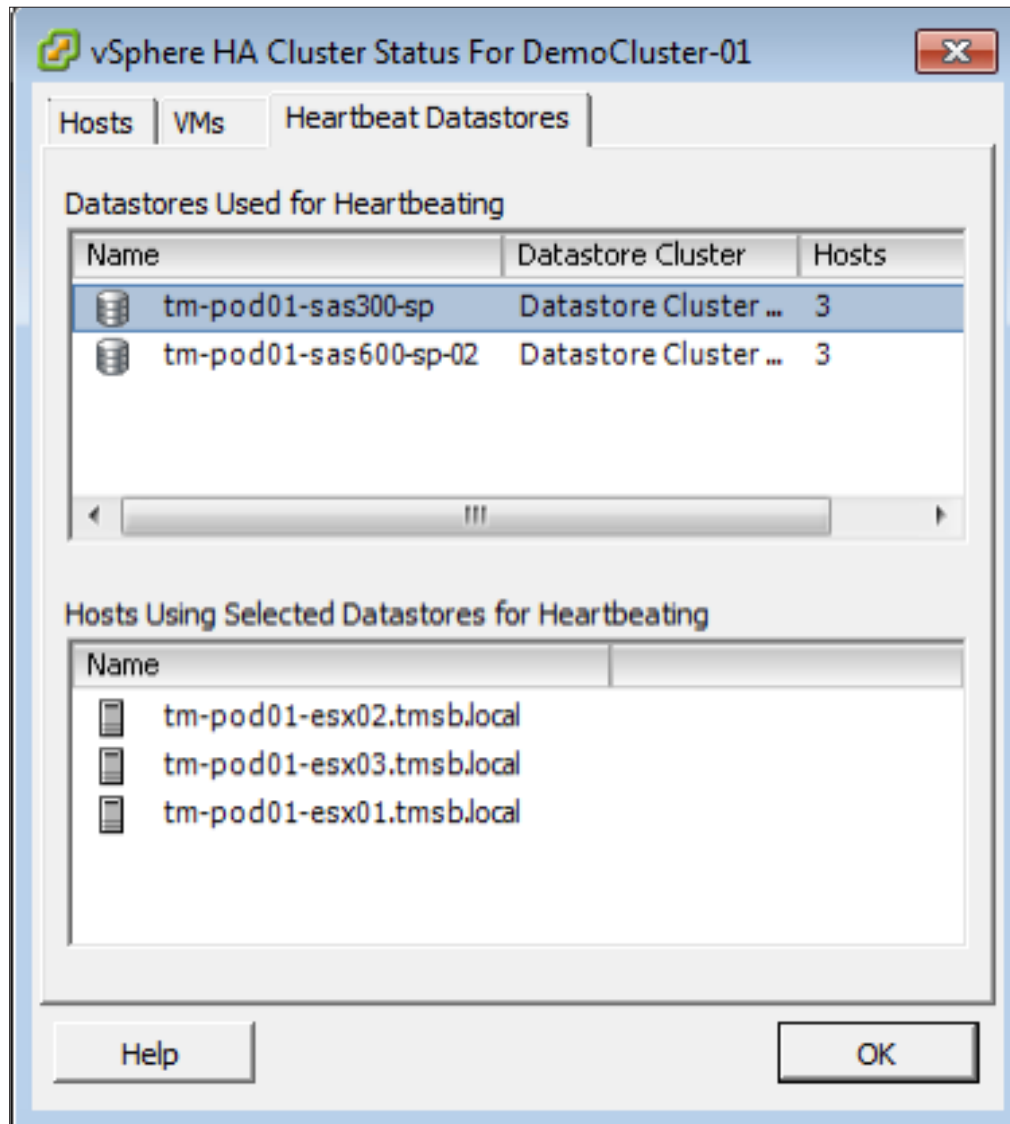 vSphere HA Cluster Status For DemoCluster-01
Hosts VMs Heartbeat Datastores
Datastores Used for Heartbeating
Name Datastore Cluster Hosts
tm-pod01-sas300-sp Datastore Cluster ... 3
tm-pod01-sas600-sp-02 Datastore Cluster ... 3
Hosts Using Selected Datastores for Heartbeating
Name
tm-pod01-esx02.tmsb.local
tm-pod01-esx03.tmsb.local
tm-pod01-esx01.tmsb.local
Help OK